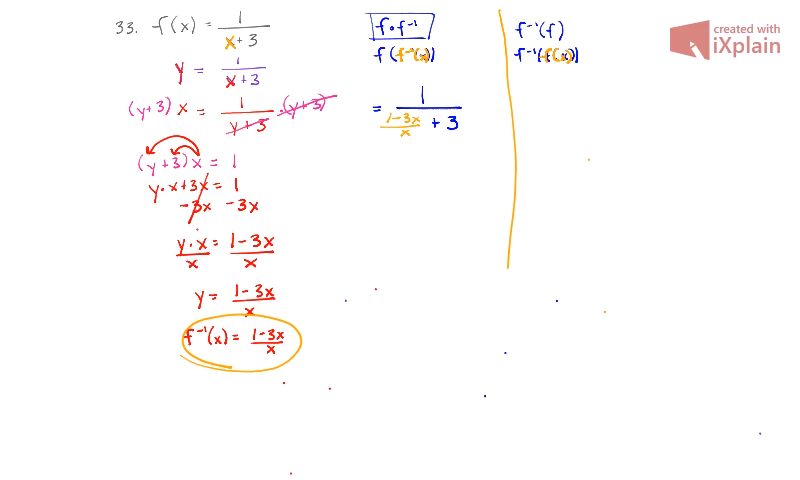 33. f(x) = 1/(x+3)
y = 1/(x+3)
(y+3) x = 1/(y+3) · (y+3)
(y+3)x = 1
y·x+3x = 1
-3x -3x
y·x/x = (1-3x)/x
y = (1-3x)/x
f⁻¹(x) = (1-3x)/x
f∘f⁻¹
f(f⁻¹(x))
= 1/((1-3x)/x + 3)
f⁻¹(f)
f⁻¹(f(x))
created with
iXplain